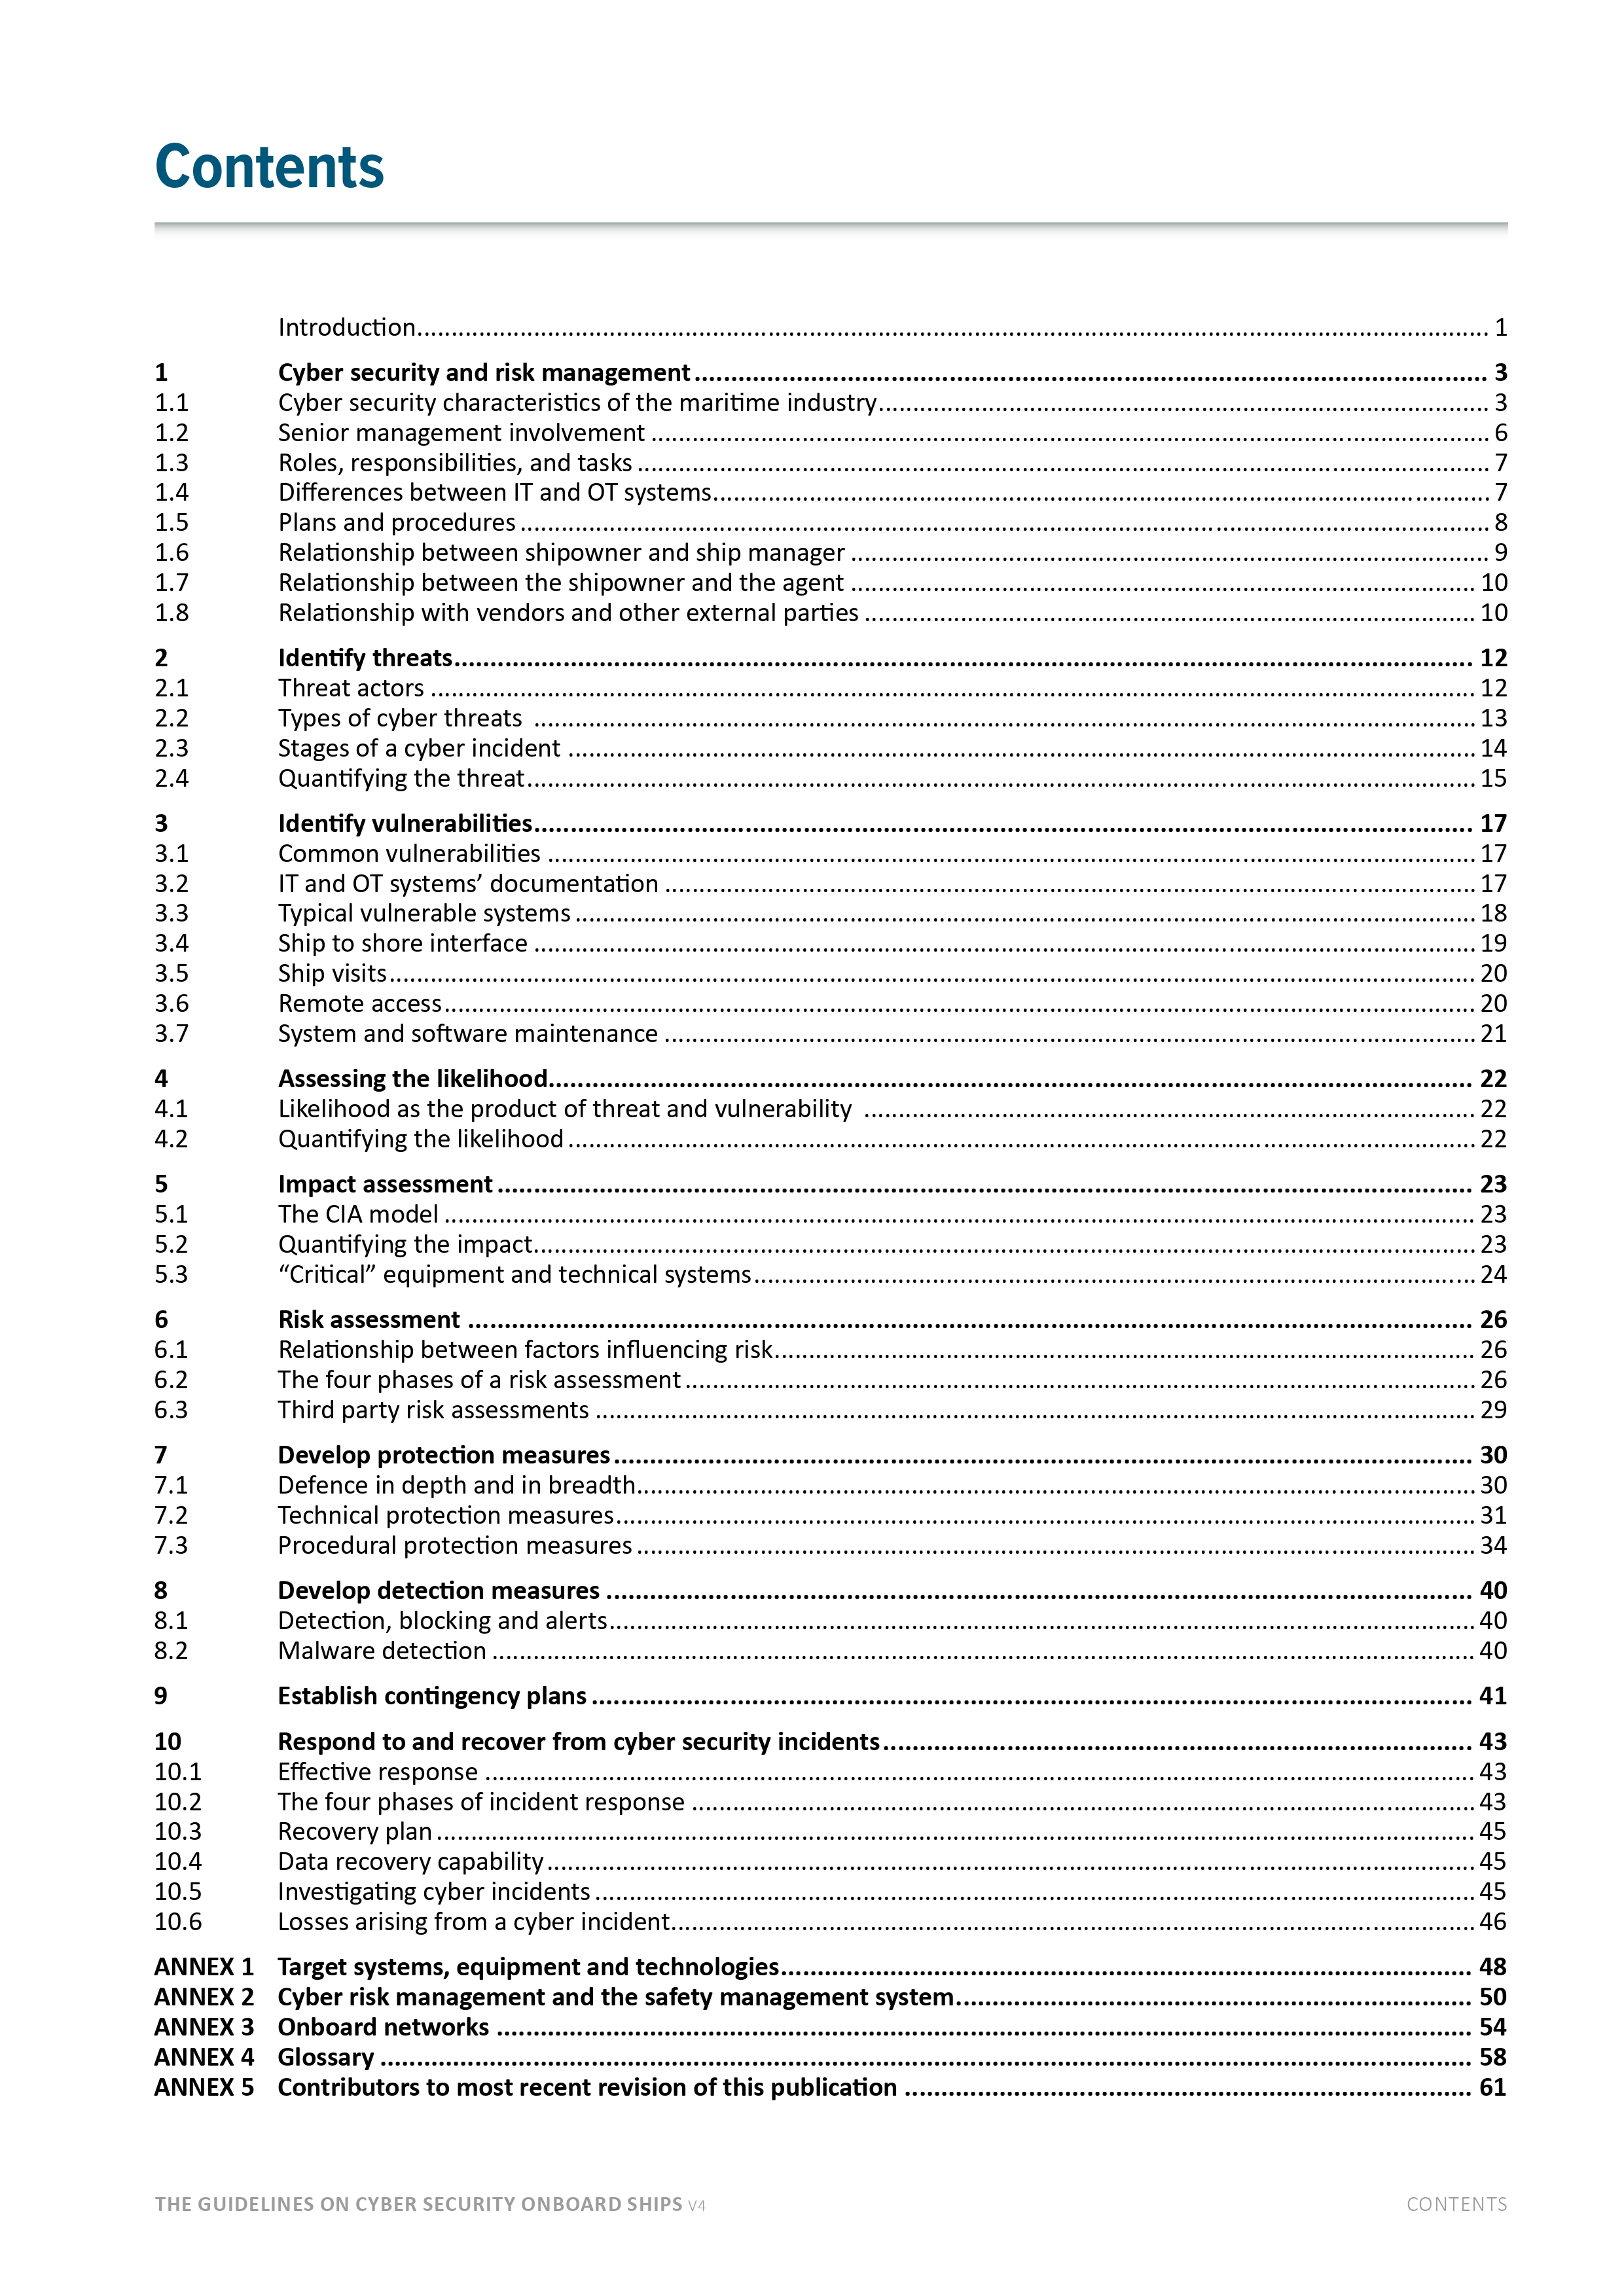 Contents
Introduction 1
1 Cyber security and risk management 3
1.1 Cyber security characteristics of the maritime industry 3
1.2 Senior management involvement 6
1.3 Roles, responsibilities, and tasks 7
1.4 Differences between IT and OT systems 7
1.5 Plans and procedures 8
1.6 Relationship between shipowner and ship manager 9
1.7 Relationship between the shipowner and the agent 10
1.8 Relationship with vendors and other external parties 10
2 Identify threats 12
2.1 Threat actors 12
2.2 Types of cyber threats 13
2.3 Stages of a cyber incident 14
2.4 Quantifying the threat 15
3 Identify vulnerabilities 17
3.1 Common vulnerabilities 17
3.2 IT and OT systems’ documentation 17
3.3 Typical vulnerable systems 18
3.4 Ship to shore interface 19
3.5 Ship visits 20
3.6 Remote access 20
3.7 System and software maintenance 21
4 Assessing the likelihood 22
4.1 Likelihood as the product of threat and vulnerability 22
4.2 Quantifying the likelihood 22
5 Impact assessment 23
5.1 The CIA model 23
5.2 Quantifying the impact 23
5.3 “Critical” equipment and technical systems 24
6 Risk assessment 26
6.1 Relationship between factors influencing risk 26
6.2 The four phases of a risk assessment 26
6.3 Third party risk assessments 29
7 Develop protection measures 30
7.1 Defence in depth and in breadth 30
7.2 Technical protection measures 31
7.3 Procedural protection measures 34
8 Develop detection measures 40
8.1 Detection, blocking and alerts 40
8.2 Malware detection 40
9 Establish contingency plans 41
10 Respond to and recover from cyber security incidents 43
10.1 Effective response 43
10.2 The four phases of incident response 43
10.3 Recovery plan 45
10.4 Data recovery capability 45
10.5 Investigating cyber incidents 45
10.6 Losses arising from a cyber incident 46
ANNEX 1 Target systems, equipment and technologies 48
ANNEX 2 Cyber risk management and the safety management system 50
ANNEX 3 Onboard networks 54
ANNEX 4 Glossary 58
ANNEX 5 Contributors to most recent revision of this publication 61
THE GUIDELINES ON CYBER SECURITY ONBOARD SHIPS V4 CONTENTS